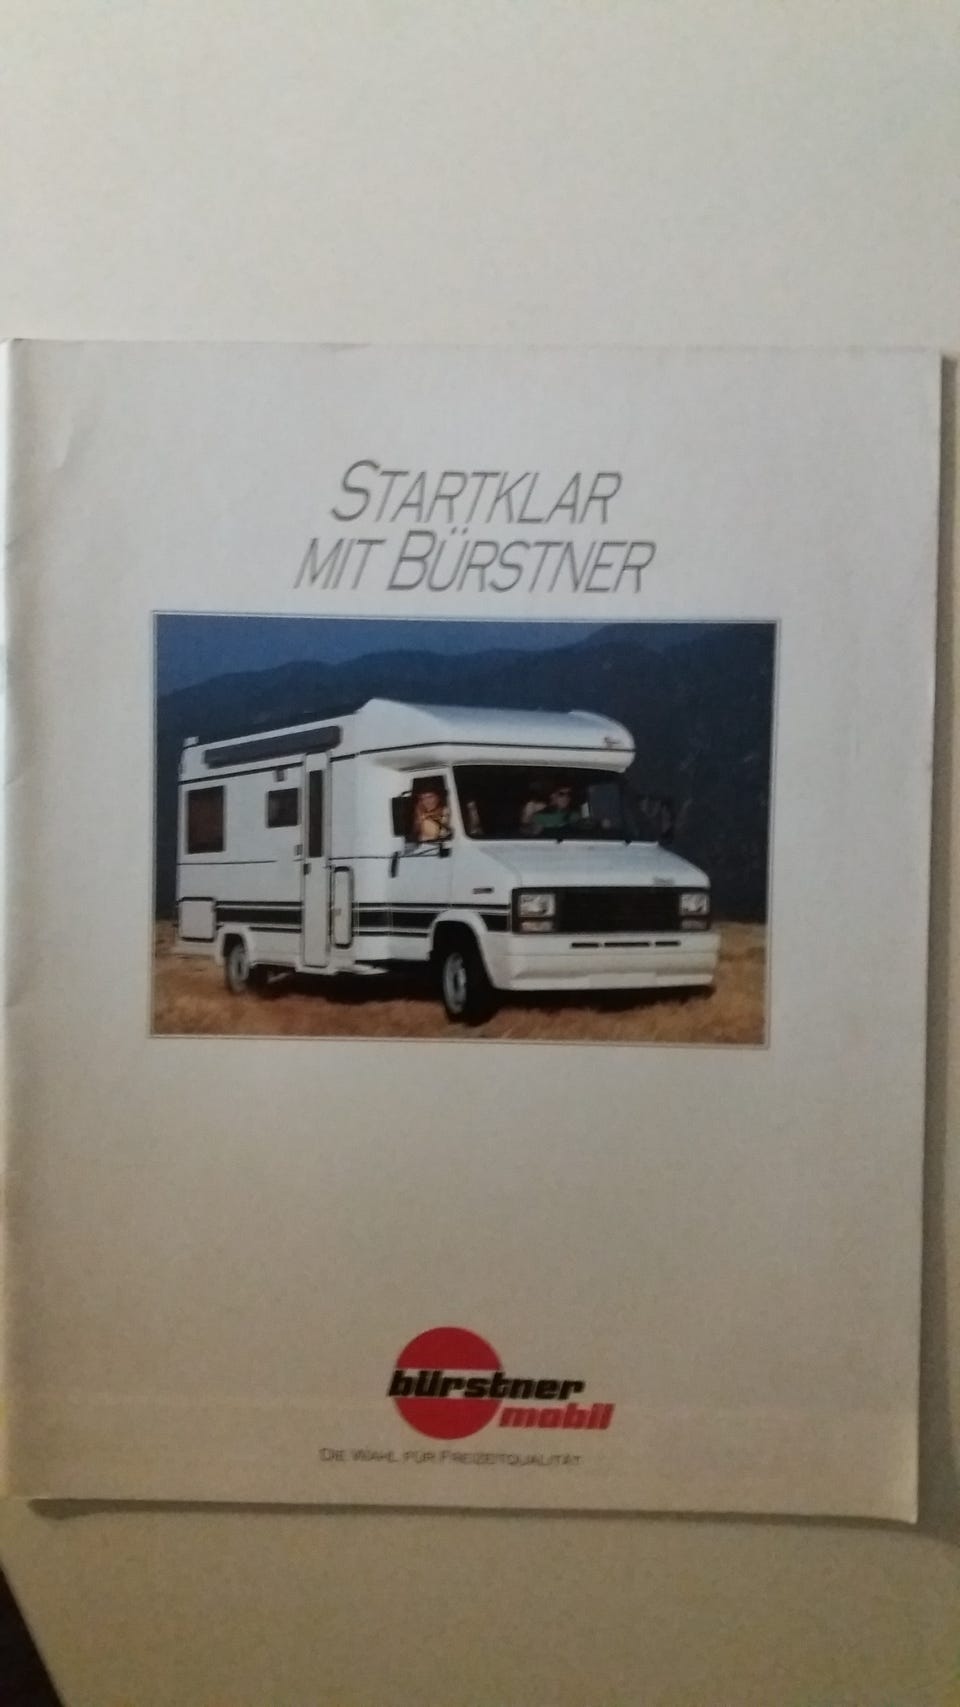 STARTKLAR
MIT BÜRSTNER
bürstner
mobil
DIE WAHL FÜR FREIZEITQUALITÄT